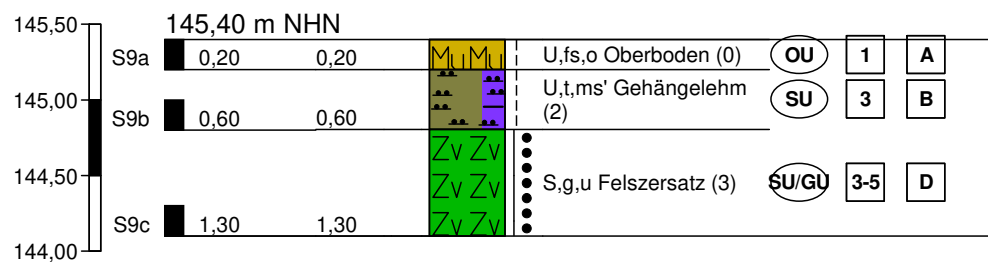 145,50
145,40 m NHN
S9a 0,20 0,20 Mu Mu U,fs,o Oberboden (0) OU 1 A
145,00
S9b 0,60 0,60 U,t,ms' Gehängelehm
(2) SU 3 B
144,50
Zv Zv
Zv Zv
S,g,u Felszersatz (3) SU/GU 3-5 D
S9c 1,30 1,30 Zv Zv
144,00